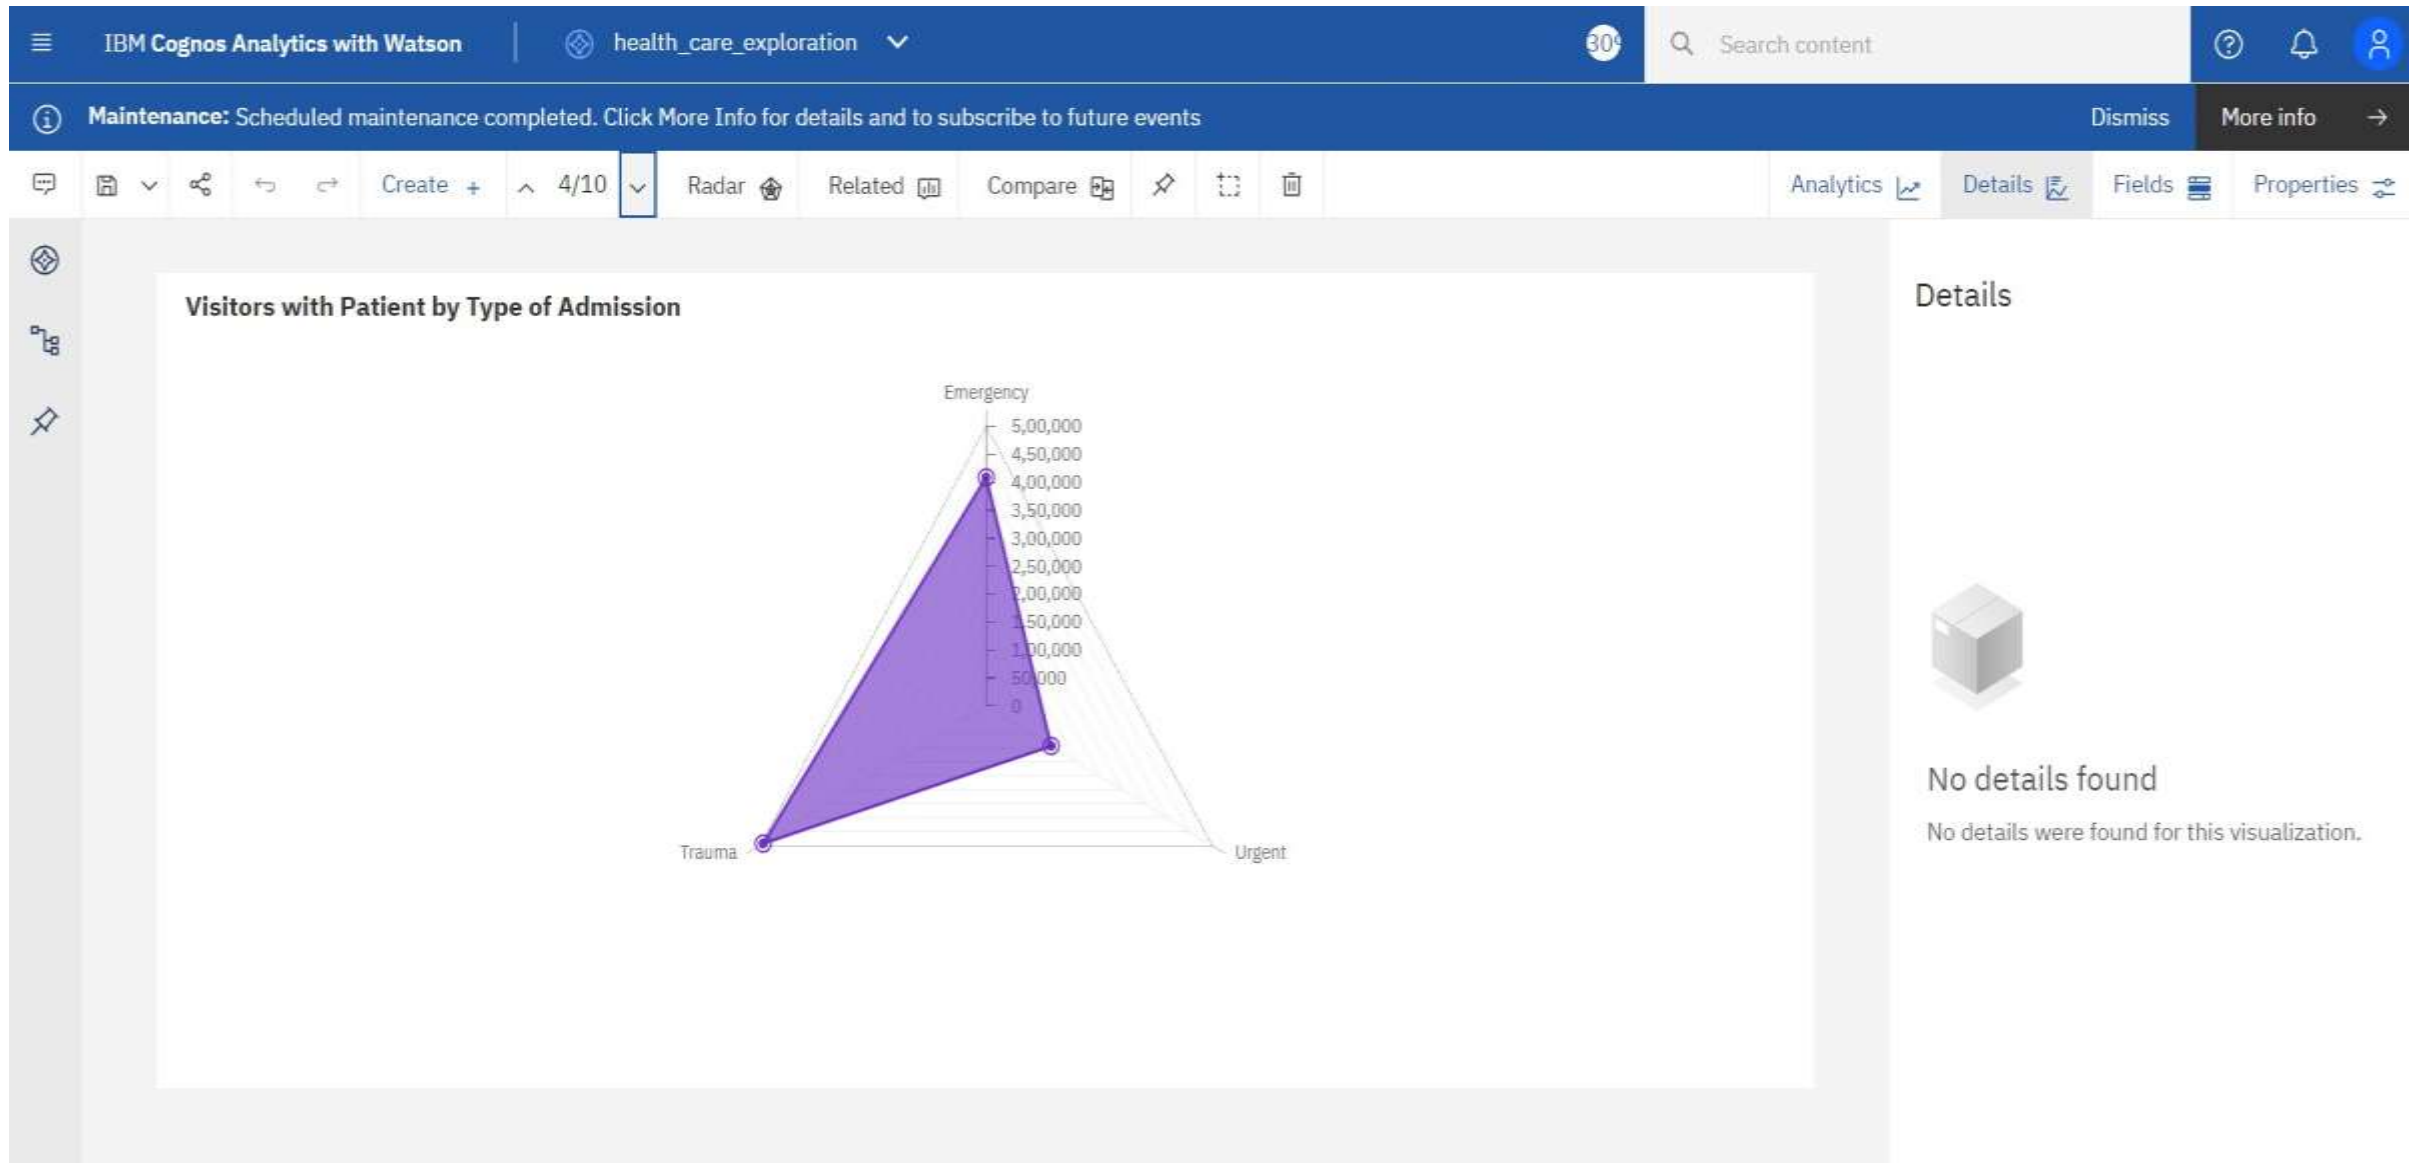 IBM Cognos Analytics with Watson
health_care_exploration
Search content
Maintenance: Scheduled maintenance completed. Click More Info for details and to subscribe to future events
Dismiss
More info
Create
4/10
Radar
Related
Compare
Analytics
Details
Fields
Properties
Visitors with Patient by Type of Admission
Emergency
5,00,000
4,50,000
4,00,000
3,50,000
3,00,000
2,50,000
2,00,000
1,50,000
1,00,000
50,000
0
Trauma
Urgent
Details
No details found
No details were found for this visualization.